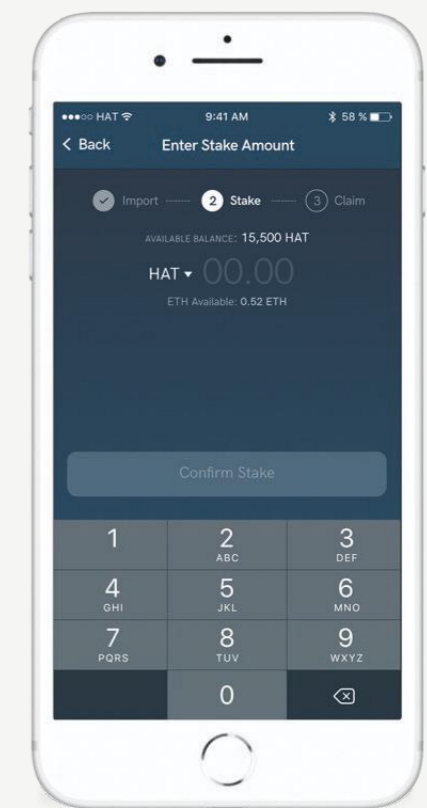 HAT 9:41 AM 58 %
Back Enter Stake Amount
Import 2 Stake 3 Claim
AVAILABLE BALANCE: 15,500 HAT
HAT 00.00
ETH Available: 0.52 ETH
Confirm Stake
1 2 3
ABC DEF
4 5 6
GHI JKL MNO
7 8 9
PQRS TUV WXYZ
0